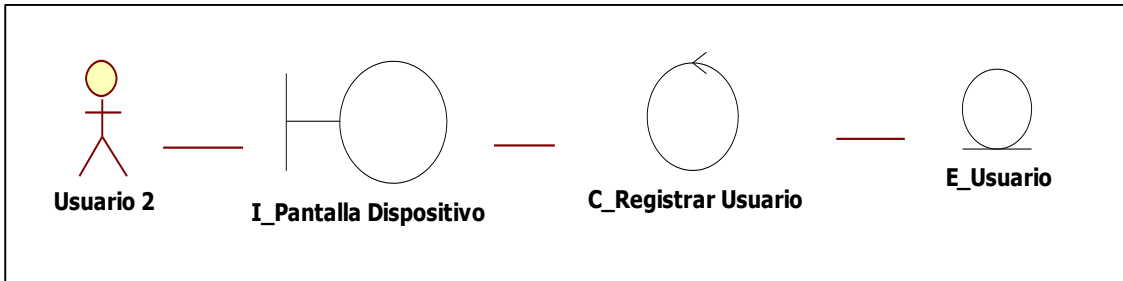 Usuario 2
I_Pantalla Dispositivo
C_Registrar Usuario
E_Usuario